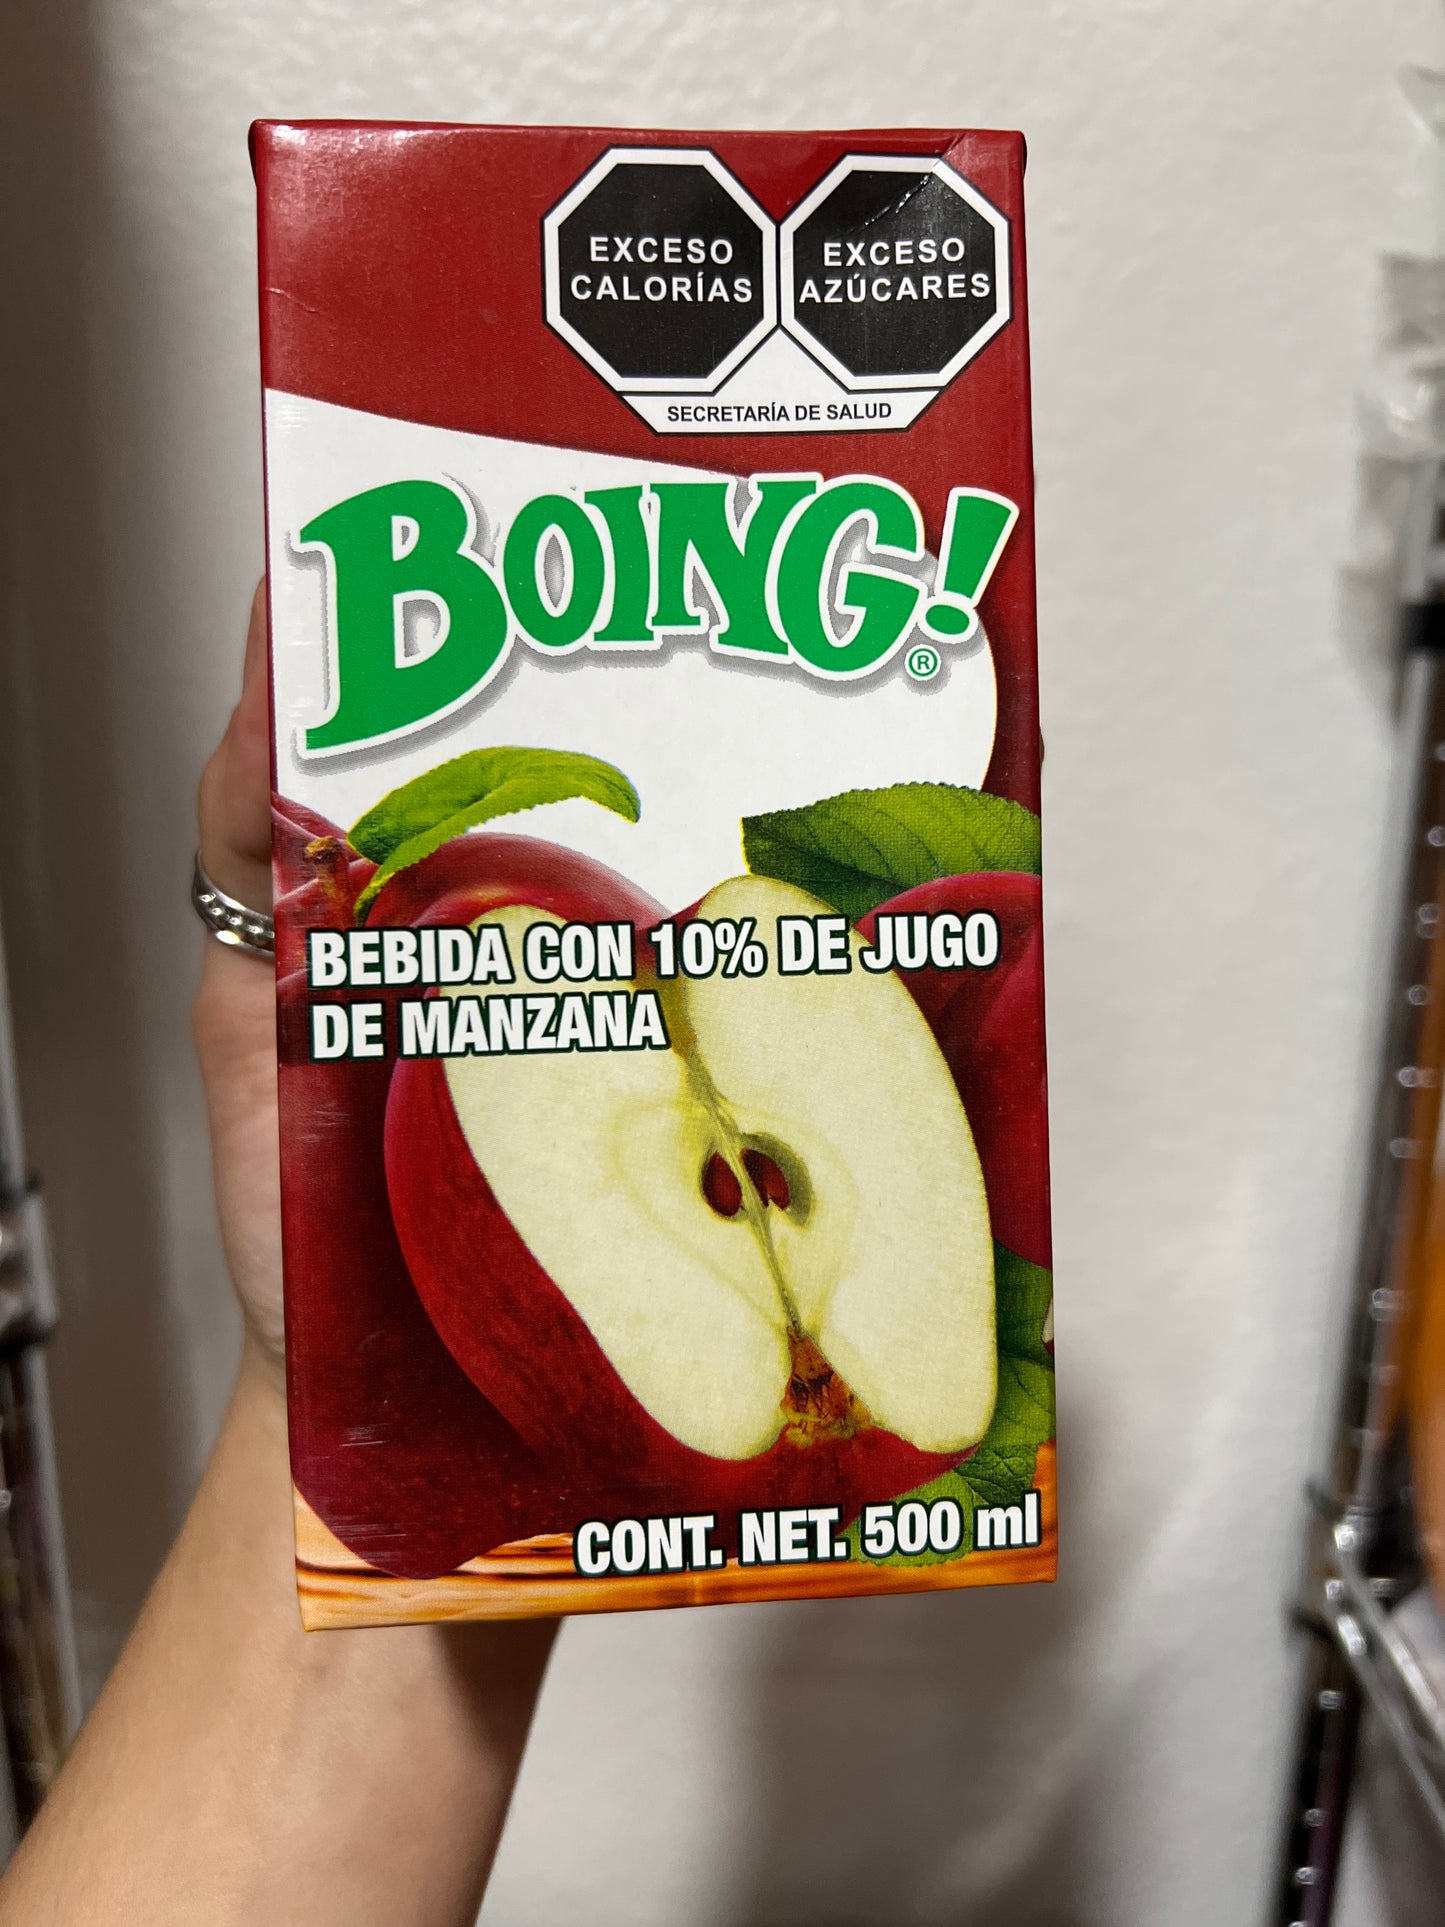 EXCESO
CALORÍAS
EXCESO
AZÚCARES
SECRETARÍA DE SALUD
BOING!®
BEBIDA CON 10% DE JUGO
DE MANZANA
CONT. NET. 500 ml